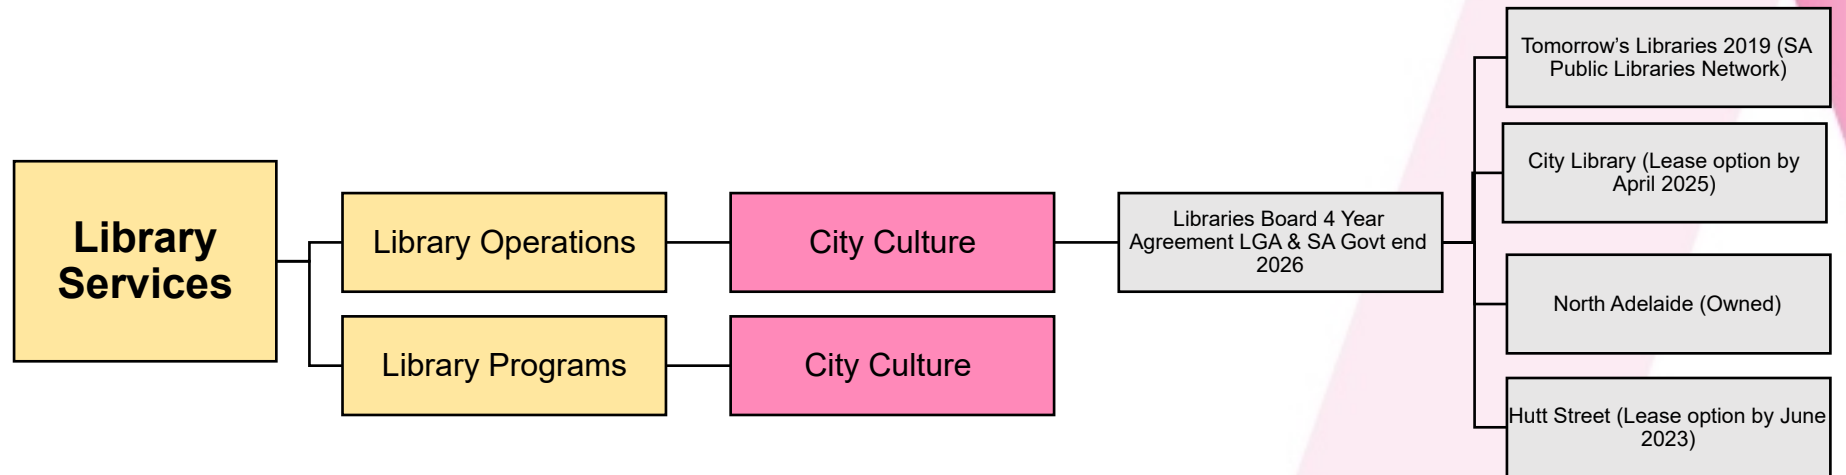 Library
Services
Library Operations
Library Programs
City Culture
City Culture
Libraries Board 4 Year
Agreement LGA & SA Govt end
2026
Tomorrow's Libraries 2019 (SA
Public Libraries Network)
City Library (Lease option by
April 2025)
North Adelaide (Owned)
Hutt Street (Lease option by June
2023)